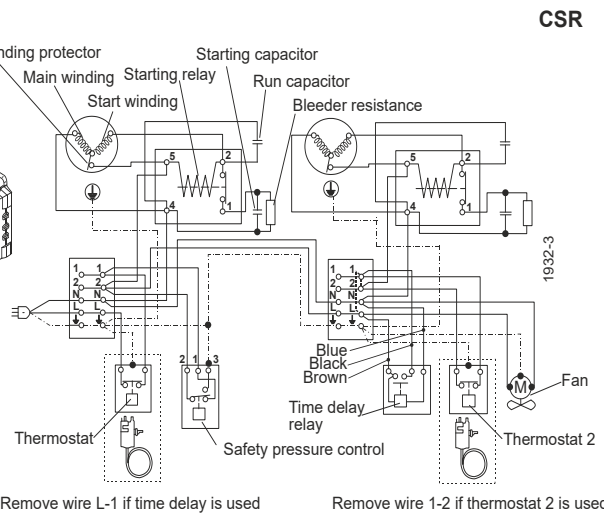 CSR
nding protector
Starting capacitor
Main winding
Starting relay
Run capacitor
Start winding
Bleeder resistance
5
2
4
1
5
2
4
1
1932-3
1 1
2 2
N N
L L
1 1
2 2
N N
L L
2 1 3
Blue
Black
Brown
M
Fan
Time delay
relay
Thermostat
Safety pressure control
Thermostat 2
Remove wire L-1 if time delay is used
Remove wire 1-2 if thermostat 2 is used